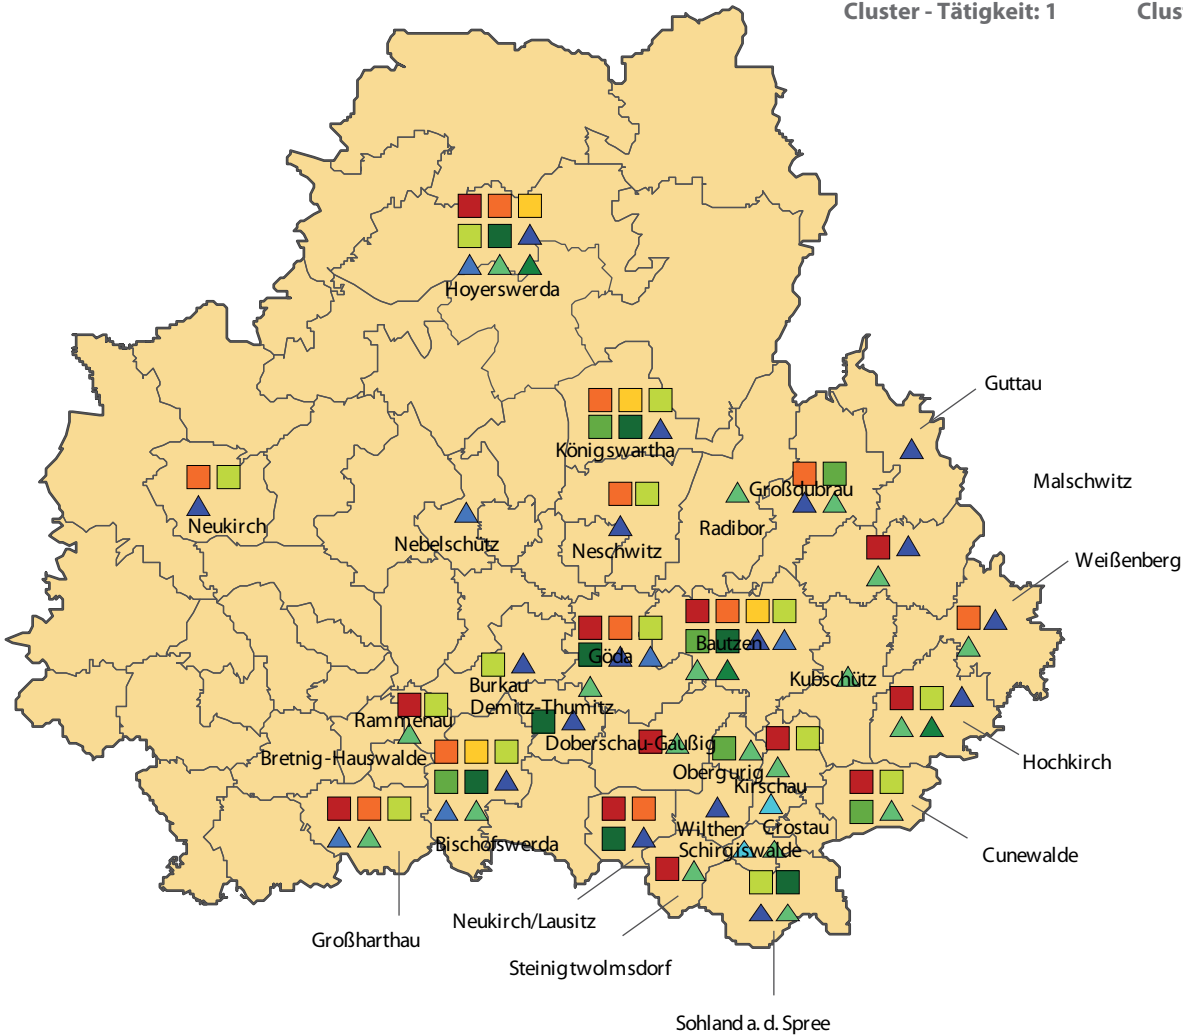 Cluster - Tätigkeit: 1 Clus
Hoyerswerda
Guttau
Königswartha
Malschwitz
Großdubrau
Neukirch
Radibor
Nebelschütz
Neschwitz
Weißenberg
Bautzen
Göda
Kubschütz
Burkau
Demitz-Thumitz
Rammenau
Doberschau-Gaußig
Bretnig-Hauswalde
Hochkirch
Obergurig
Kirschau
Wilthen
Crostau
Bischofswerda
Schirgiswalde
Cunewalde
Neukirch/Lausitz
Großharthau
Steinigtwolmsdorf
Sohland a. d. Spree